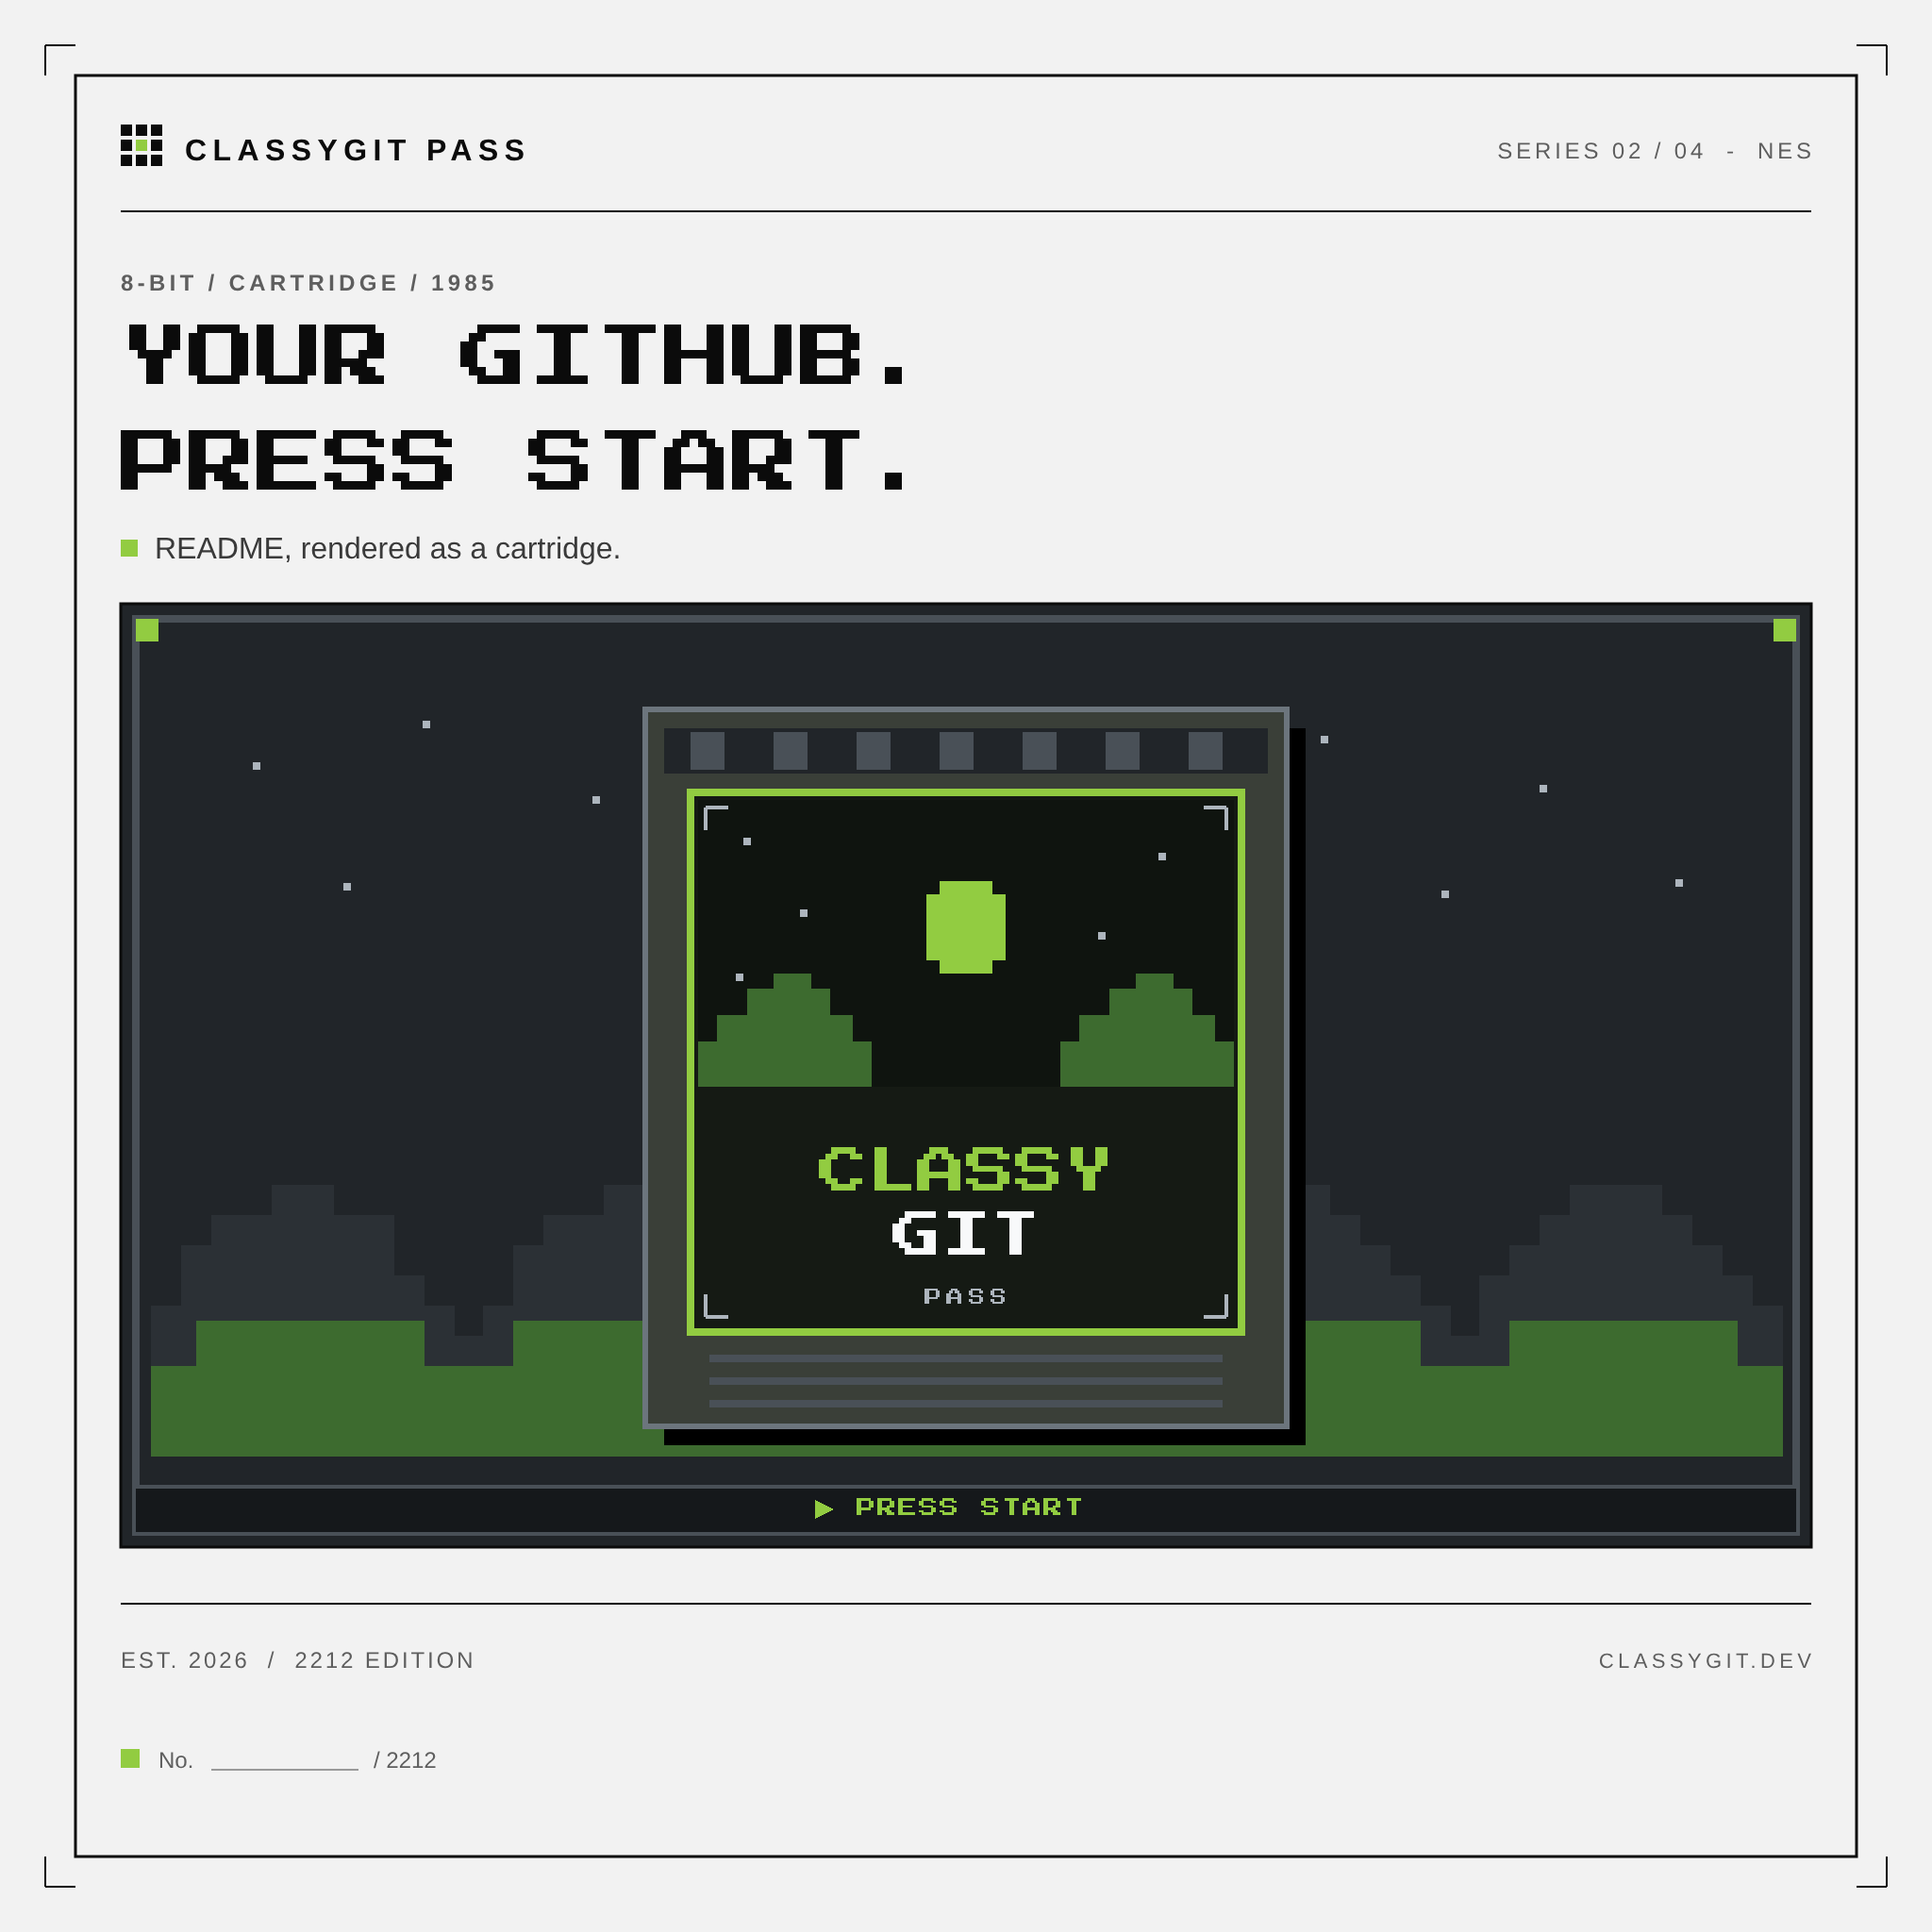 CLASSYGIT PASS
SERIES 02 / 04 - NES
8-BIT / CARTRIDGE / 1985
YOUR GITHUB.
PRESS START.
README, rendered as a cartridge.
CLASSY
GIT
PASS
▶ PRESS START
EST. 2026 / 2212 EDITION
CLASSYGIT.DEV
No. __________ / 2212